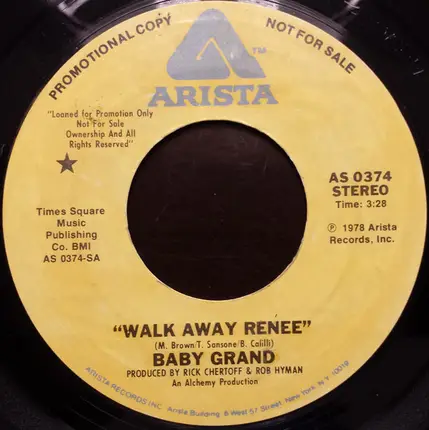 PROMOTIONAL COPY
NOT FOR SALE
TM
ARISTA
"Loaned for Promotion Only
Not For Sale
Ownership And All
Rights Reserved"
AS 0374
STEREO
Time: 3:28
Times Square
Music
Publishing
Co. BMI
AS 0374-SA
Ⓟ 1978 Arista
Records, Inc.
"WALK AWAY RENEE"
(M. Brown/T. Sansone/B. Calilli)
BABY GRAND
PRODUCED BY RICK CHERTOFF & ROB HYMAN
An Alchemy Production
ARISTA RECORDS INC. Arista Building 6 West 57 Street, New York, N.Y. 10019